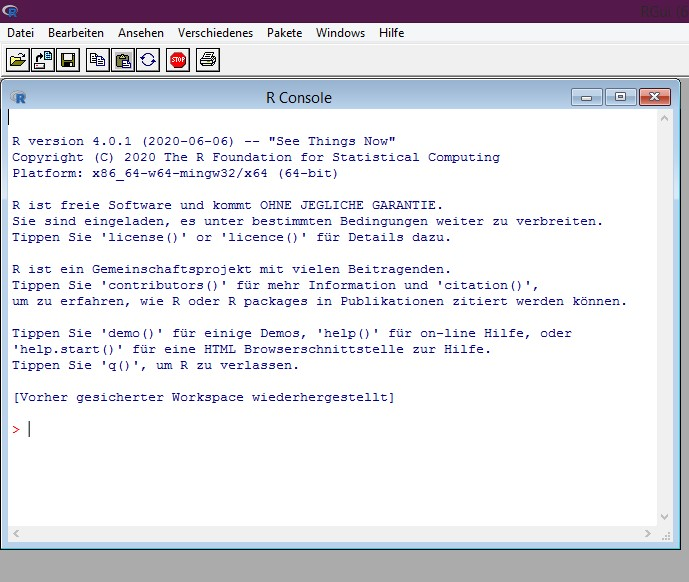 RGui (6
Datei Bearbeiten Ansehen Verschiedenes Pakete Windows Hilfe
STOP
R Console
R version 4.0.1 (2020-06-06) -- "See Things Now"
Copyright (C) 2020 The R Foundation for Statistical Computing
Platform: x86_64-w64-mingw32/x64 (64-bit)
R ist freie Software und kommt OHNE JEGLICHE GARANTIE.
Sie sind eingeladen, es unter bestimmten Bedingungen weiter zu verbreiten.
Tippen Sie 'license()' or 'licence()' für Details dazu.
R ist ein Gemeinschaftsprojekt mit vielen Beitragenden.
Tippen Sie 'contributors()' für mehr Information und 'citation()',
um zu erfahren, wie R oder R packages in Publikationen zitiert werden können.
Tippen Sie 'demo()' für einige Demos, 'help()' für on-line Hilfe, oder
'help.start()' für eine HTML Browserschnittstelle zur Hilfe.
Tippen Sie 'q()', um R zu verlassen.
[Vorher gesicherter Workspace wiederhergestellt]
>